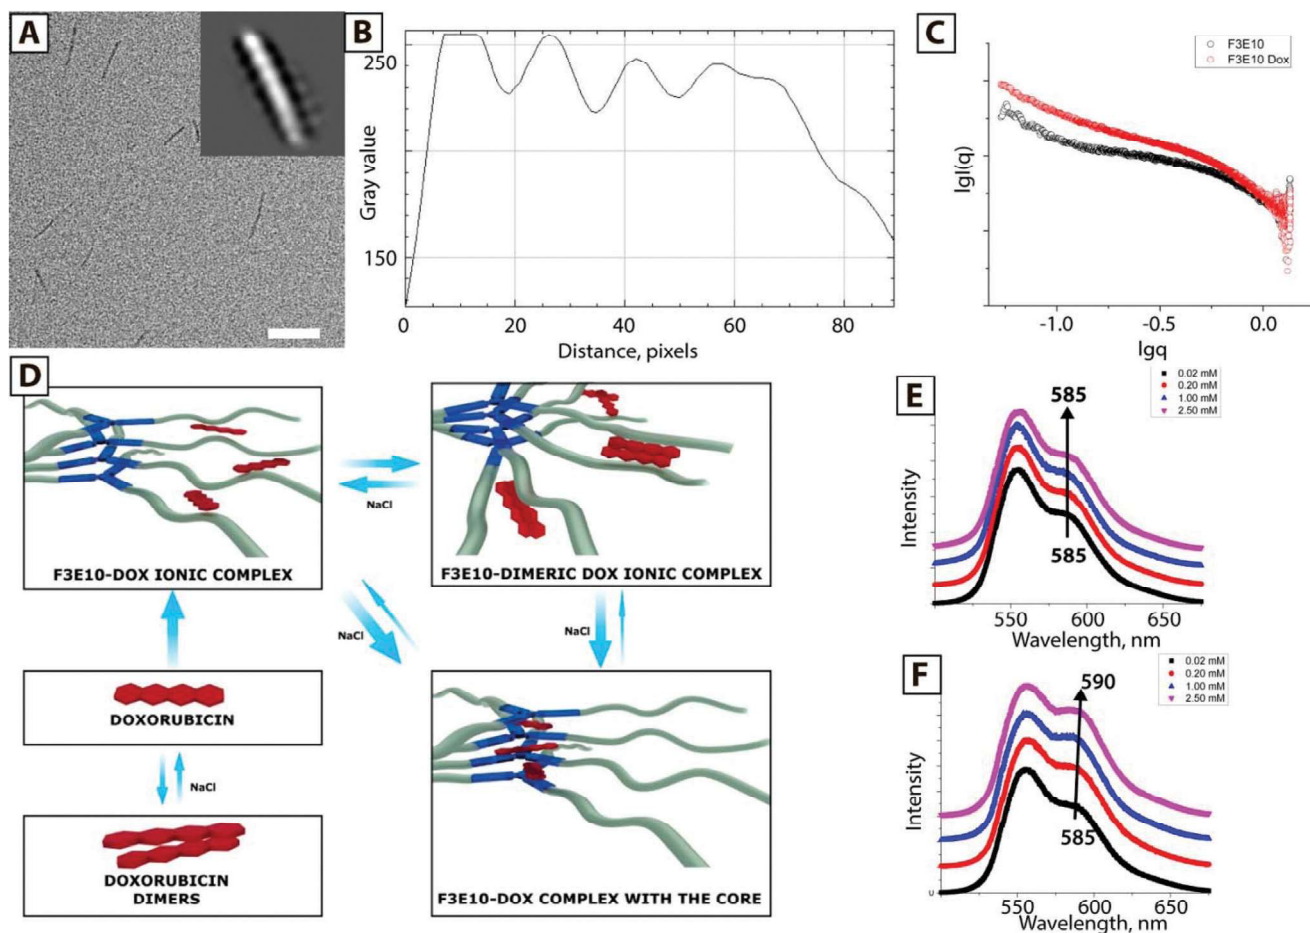 A
B
250
200
150
Gray value
0
20
40
60
80
Distance, pixels
C
F3E10
F3E10 Dox
lgI(q)
-1.0
-0.5
0.0
lgq
D
F3E10-DOX IONIC COMPLEX
NaCl
F3E10-DIMERIC DOX IONIC COMPLEX
NaCl
NaCl
DOXORUBICIN
NaCl
DOXORUBICIN
DIMERS
F3E10-DOX COMPLEX WITH THE CORE
E
0.02 mM
0.20 mM
1.00 mM
2.50 mM
585
585
Intensity
550
600
650
Wavelength, nm
F
0.02 mM
0.20 mM
1.00 mM
2.50 mM
590
585
Intensity
0
550
600
650
Wavelength, nm